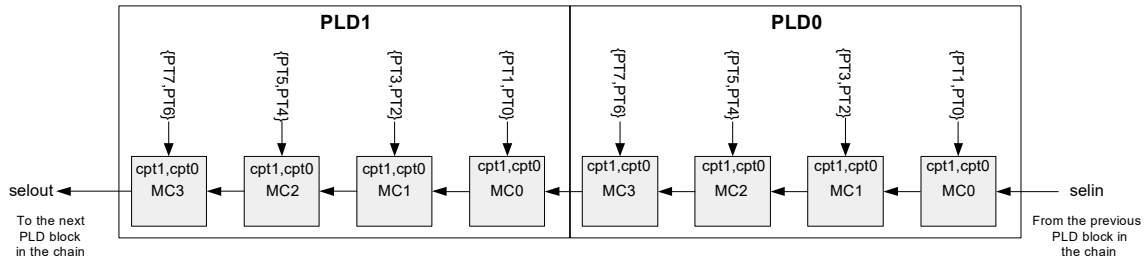 PLD1
PLD0
{PT7,PT6}
{PT5,PT4}
{PT3,PT2}
{PT1,PT0}
{PT7,PT6}
{PT5,PT4}
{PT3,PT2}
{PT1,PT0}
cpt1,cpt0
cpt1,cpt0
cpt1,cpt0
cpt1,cpt0
cpt1,cpt0
cpt1,cpt0
cpt1,cpt0
cpt1,cpt0
selout
MC3
MC2
MC1
MC0
MC3
MC2
MC1
MC0
selin
To the next
PLD block
in the chain
From the previous
PLD block in
the chain